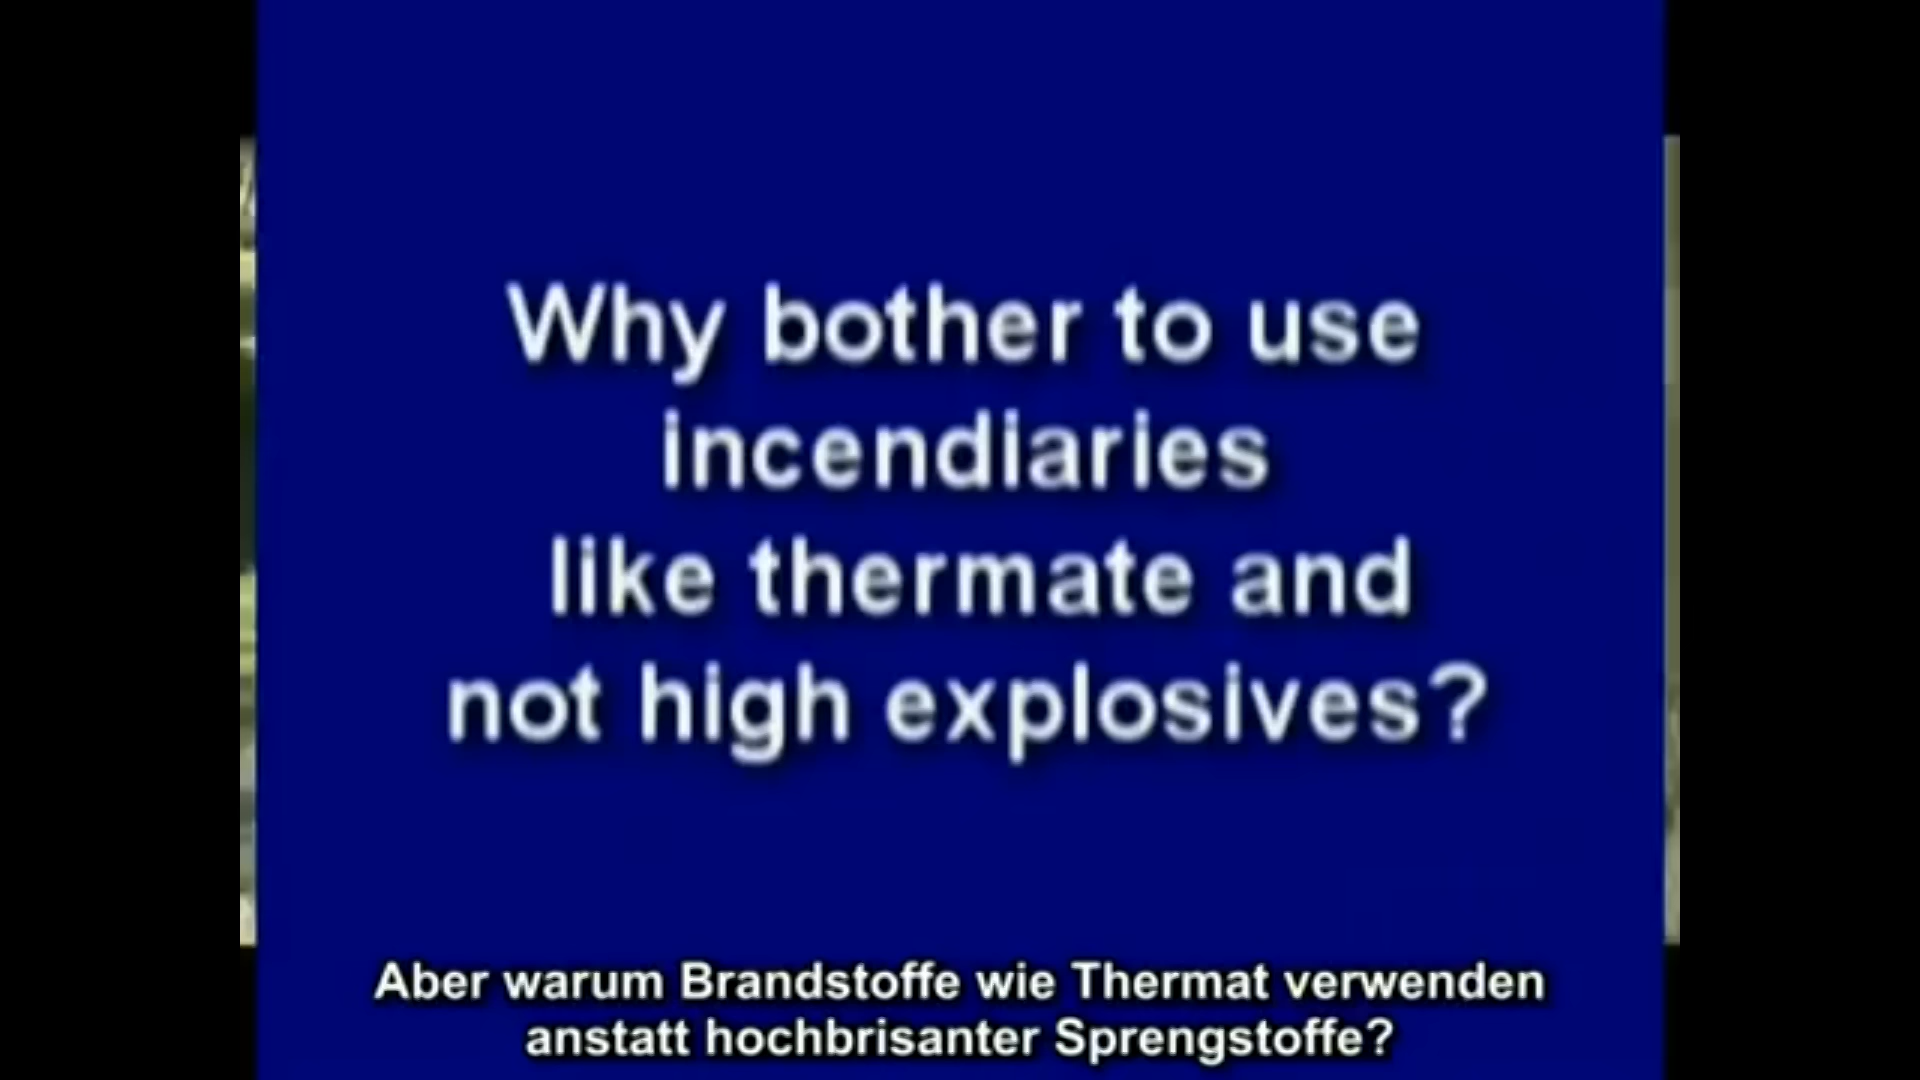 Why bother to use
incendiaries
like thermate and
not high explosives?
Aber warum Brandstoffe wie Thermat verwenden
anstatt hochbrisanter Sprengstoffe?